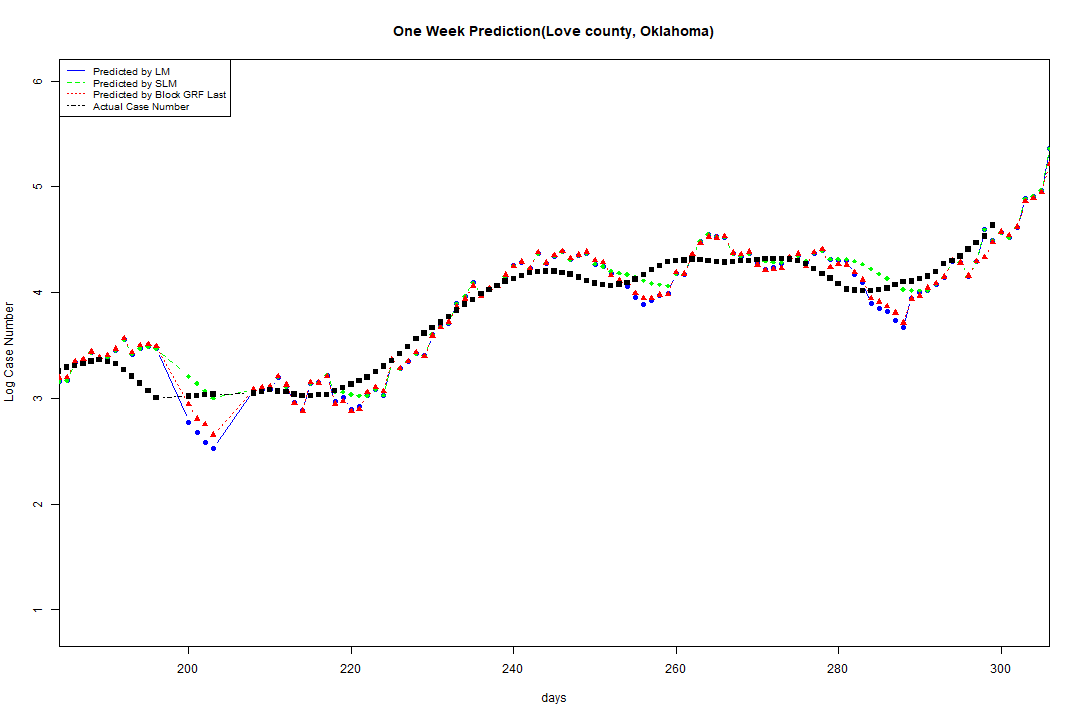 One Week Prediction(Love county, Oklahoma)
Predicted by LM
Predicted by SLM
Predicted by Block GRF Last
Actual Case Number
6
5
4
3
2
1
Log Case Number
200 220 240 260 280 300
days